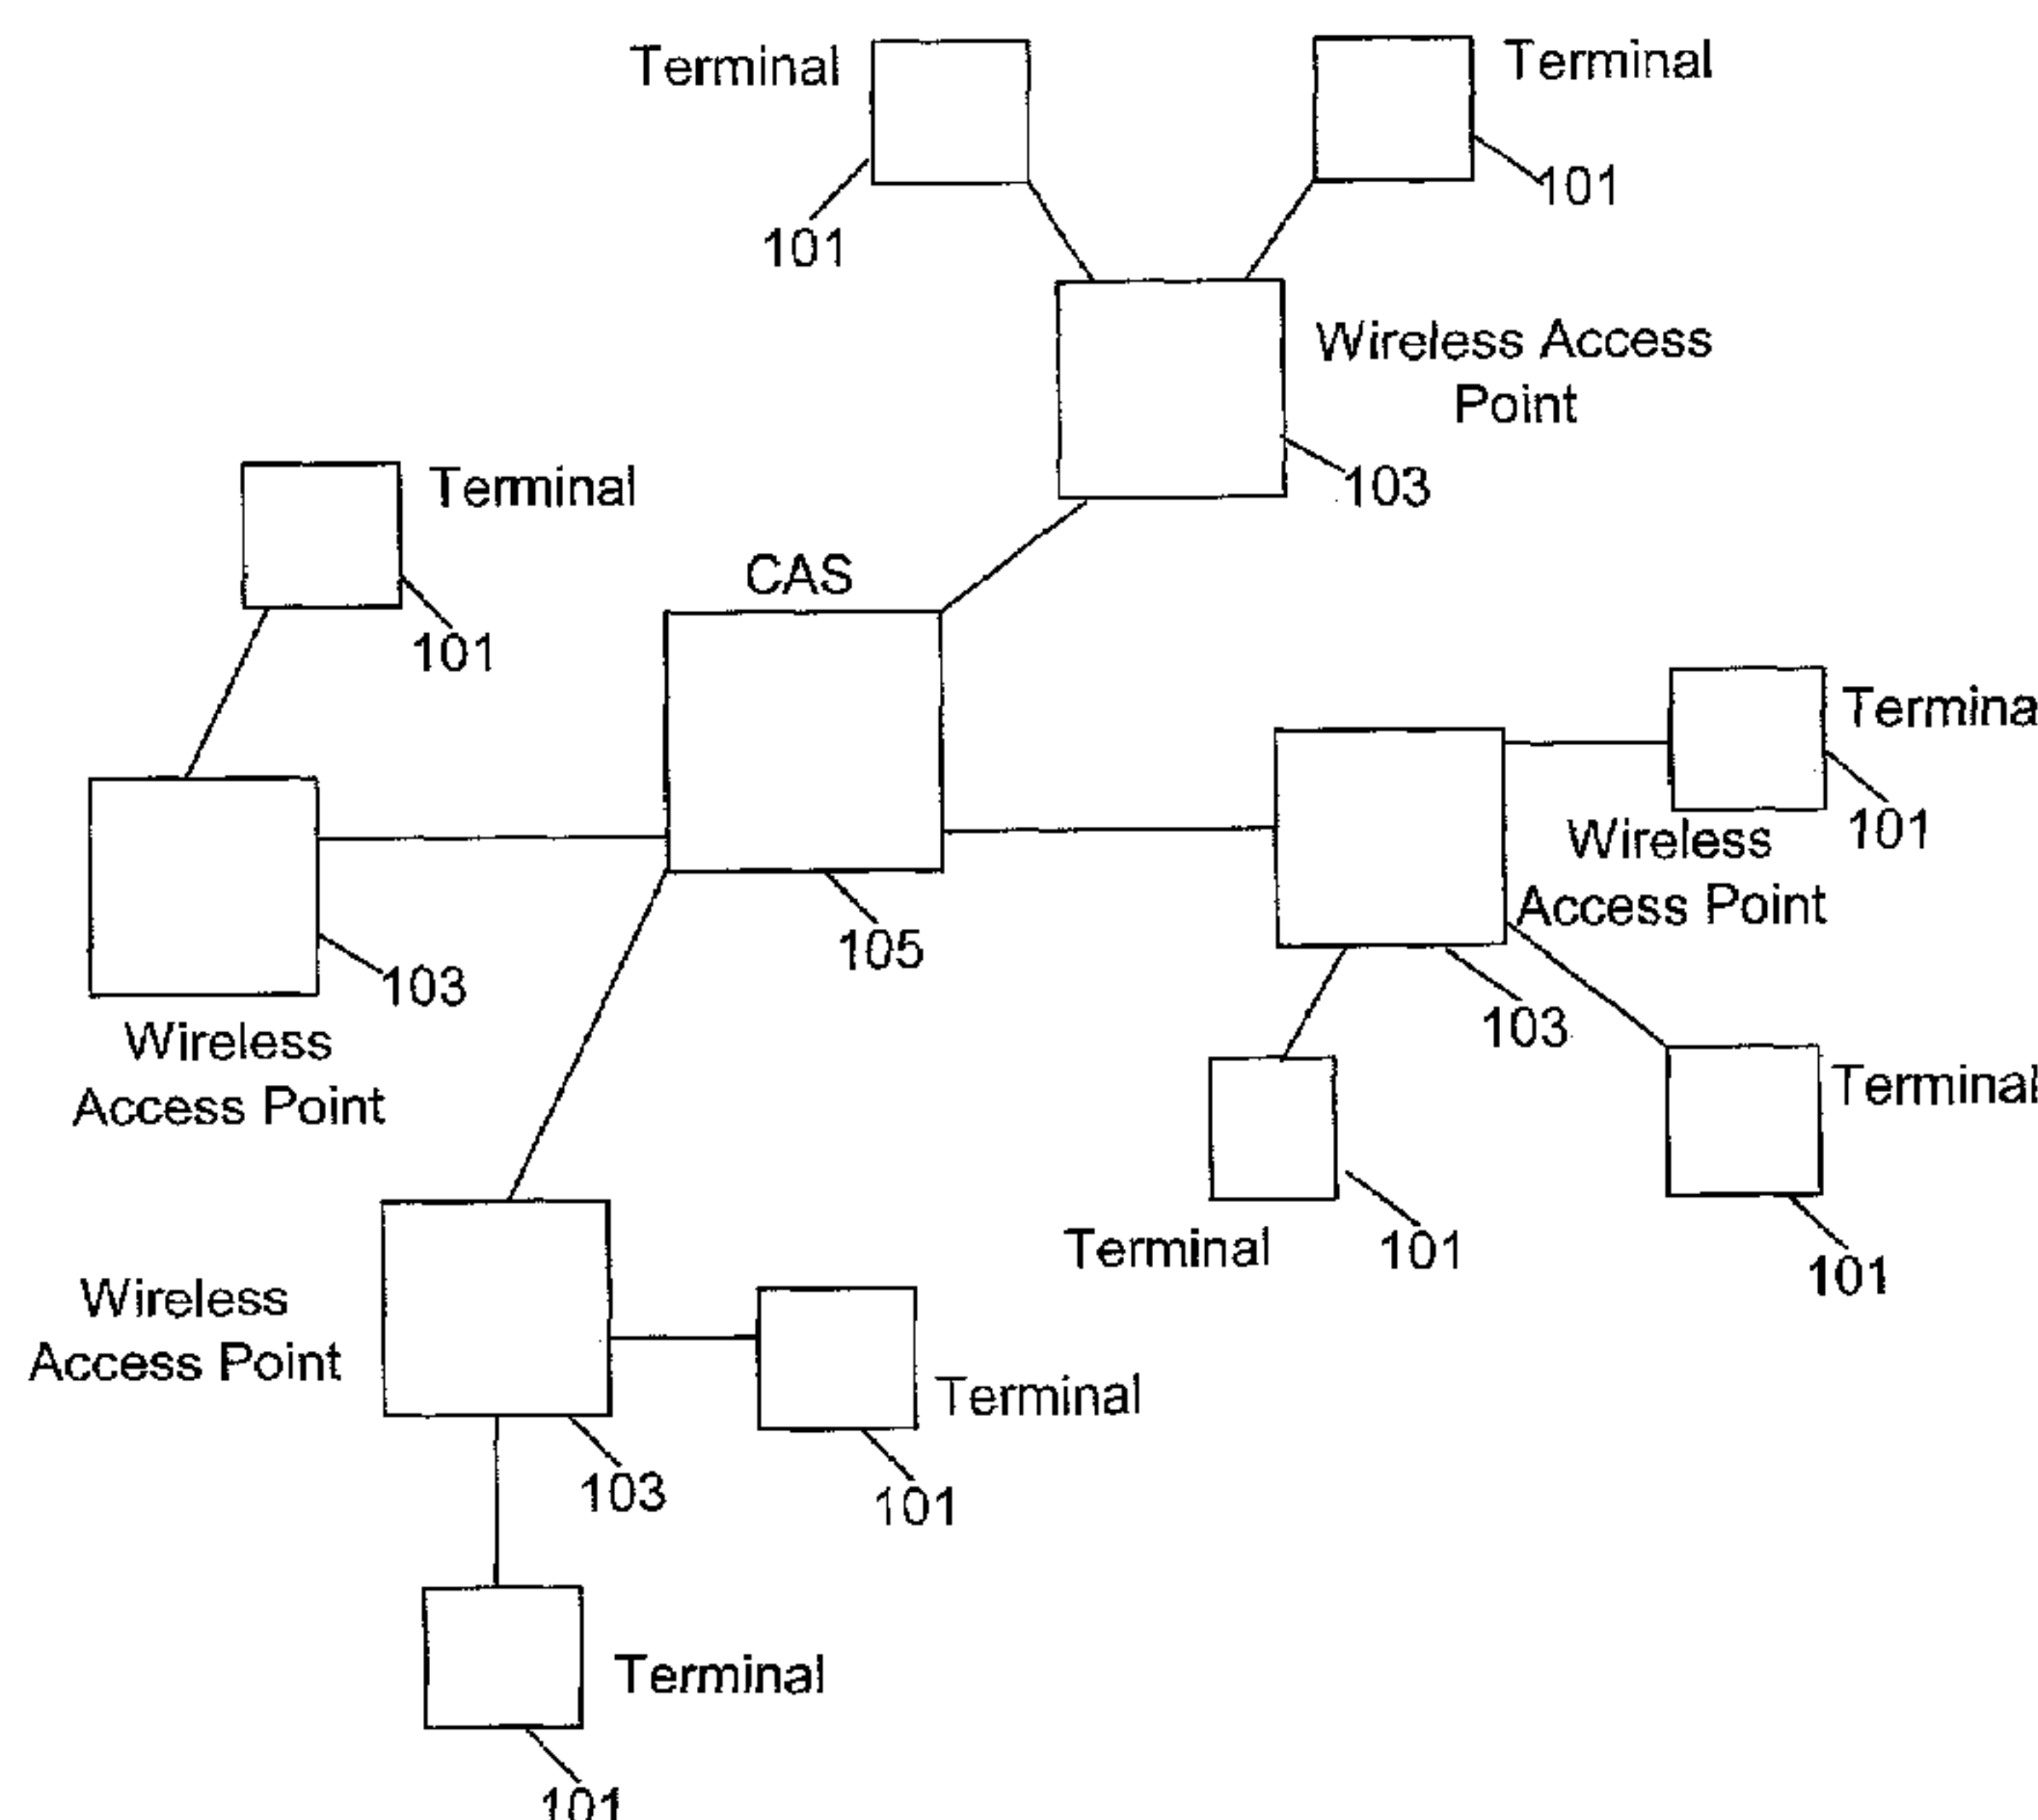 Terminal
Terminal
101
101
Wireless Access
Point
103
Terminal
101
CAS
Termina
101
Wireless
Access Point
103
105
103
Wireless
Access Point
Terminal
101
Terminal
101
Wireless
Access Point
Terminal
103
101
Terminal
101